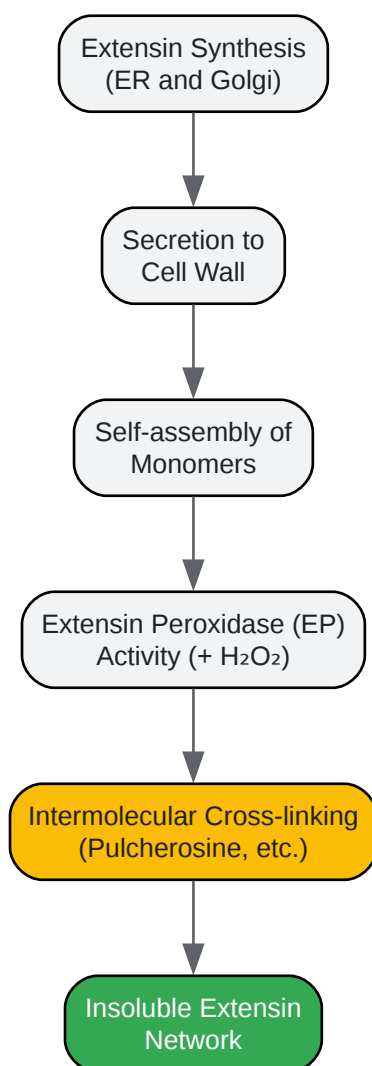 Extensin Synthesis
(ER and Golgi)
Secretion to
Cell Wall
Self-assembly of
Monomers
Extensin Peroxidase (EP)
Activity (+ H₂O₂)
Intermolecular Cross-linking
(Pulcherosine, etc.)
Insoluble Extensin
Network